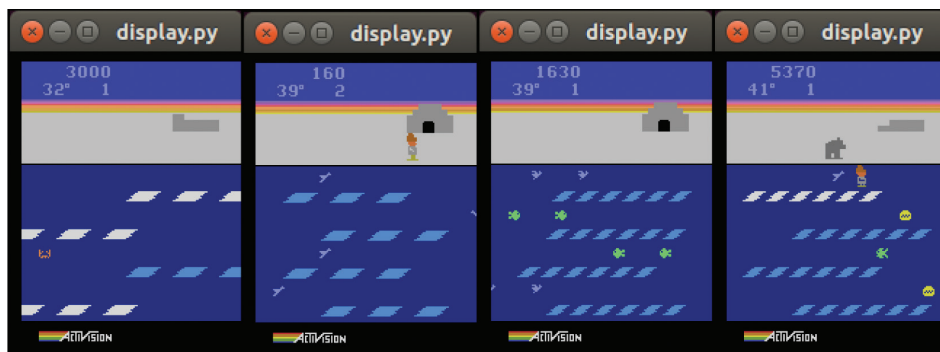 display.py
3000
32° 1
ACTIVISION
display.py
160
39° 2
ACTIVISION
display.py
1630
39° 1
ACTIVISION
display.py
5370
41° 1
ACTIVISION